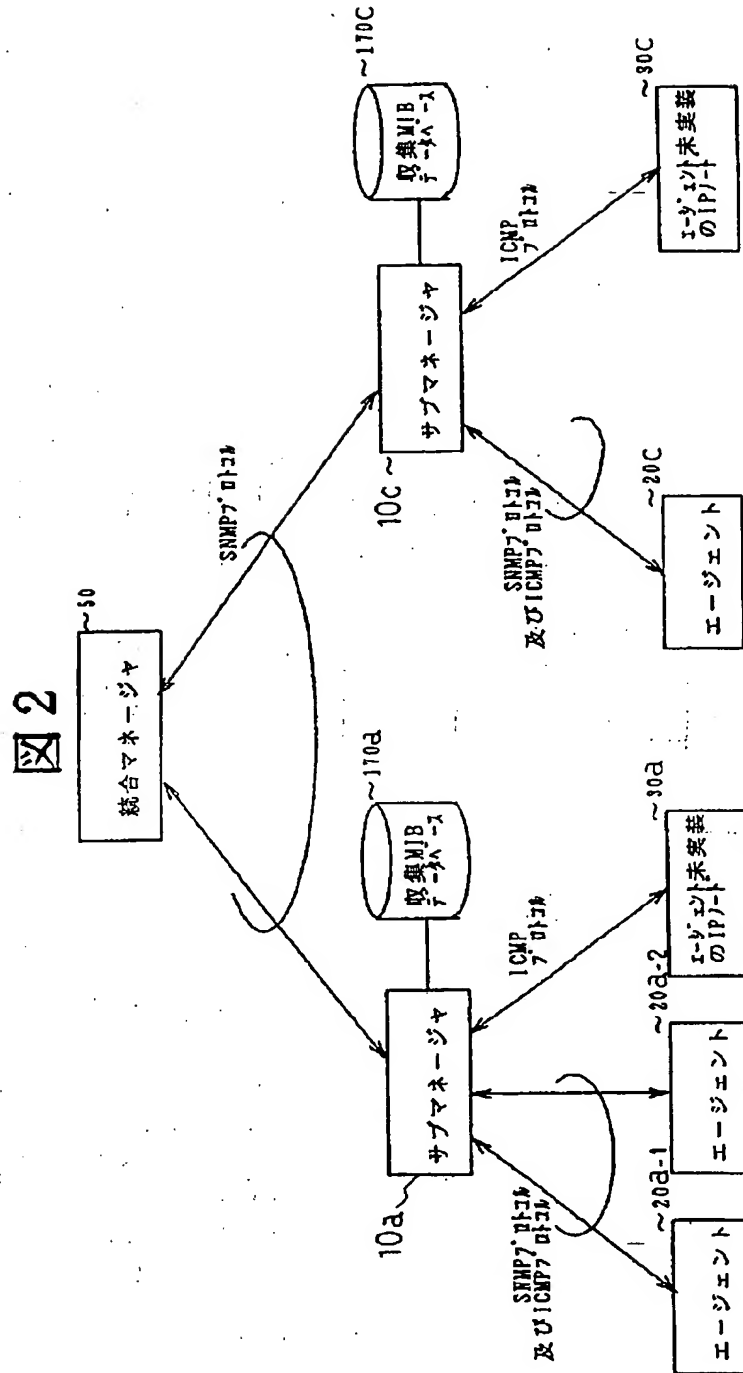 図2
統合マネージャ
~50
SNMPプロトコル
サブマネージャ
10a
収集MIB
データベース
~170a
サブマネージャ
10c~
収集MIB
データベース
~170c
SNMPプロトコル
及びICMPプロトコル
ICMP
プロトコル
SNMPプロトコル
及びICMPプロトコル
ICMP
プロトコル
エージェント
~20a-1
エージェント
~20a-2
エージェント未実装
のIPノード
~30a
エージェント
~20c
エージェント未実装
のIPノード
~30c